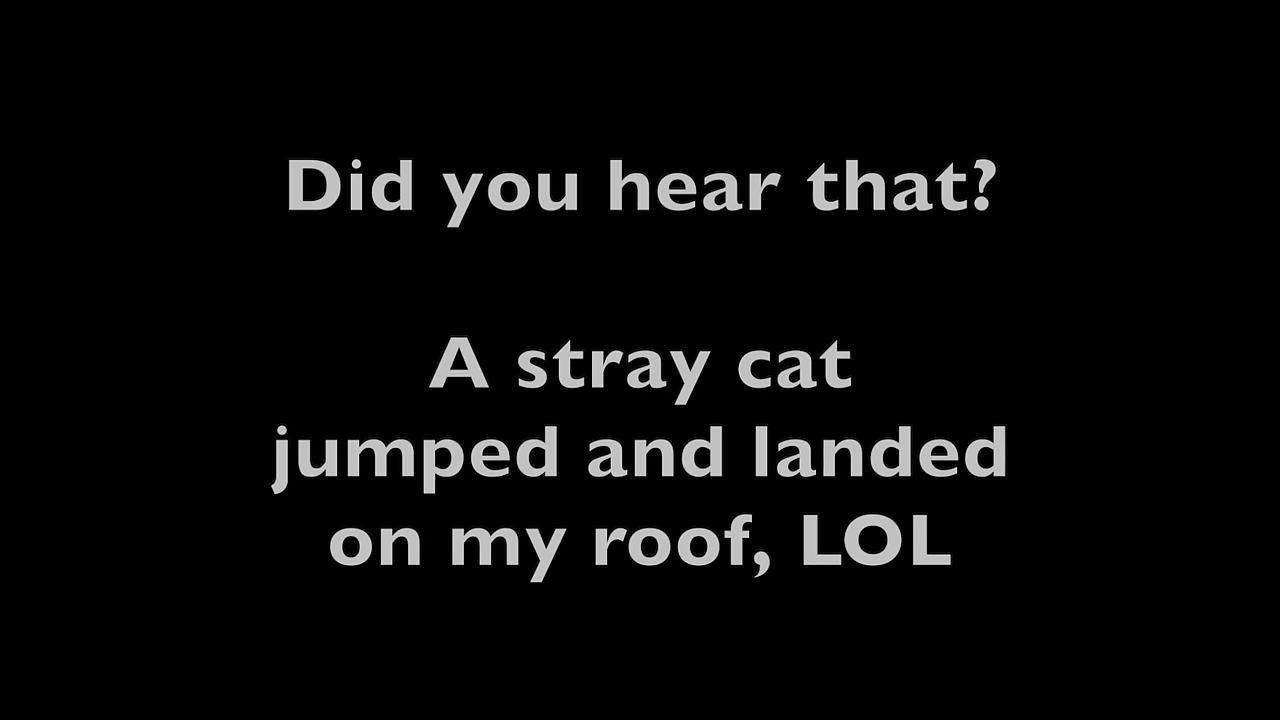 Did you hear that?
A stray cat
jumped and landed
on my roof, LOL